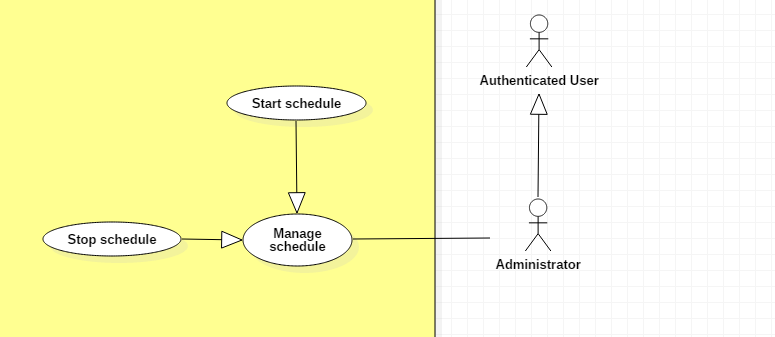 Authenticated User
Start schedule
Stop schedule
Manage
schedule
Administrator